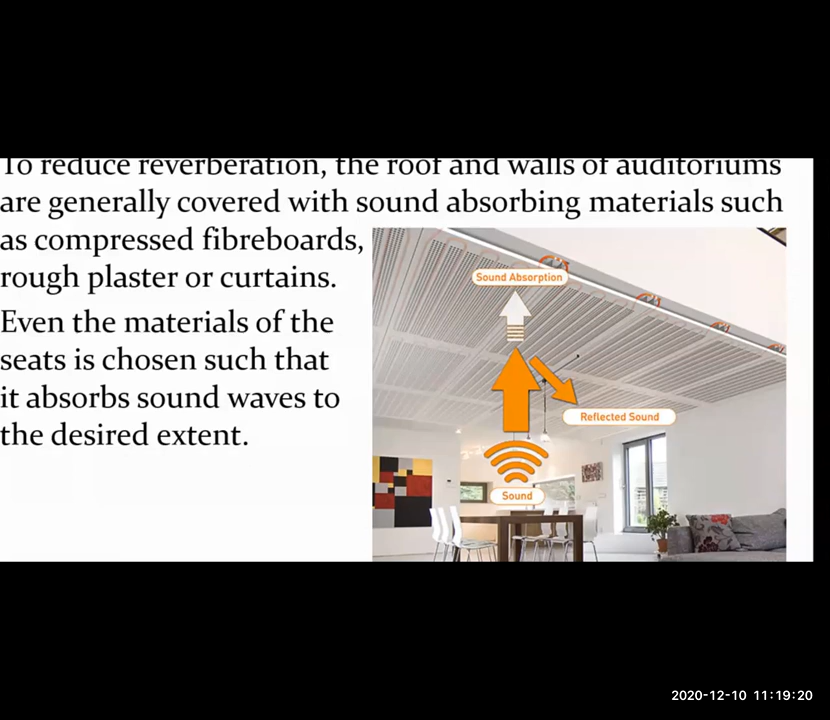 To reduce reverberation, the roof and walls of auditoriums
are generally covered with sound absorbing materials such
as compressed fibreboards,
rough plaster or curtains.
Even the materials of the
seats is chosen such that
it absorbs sound waves to
the desired extent.
Sound Absorption
Reflected Sound
Sound
2020-12-10 11:19:20